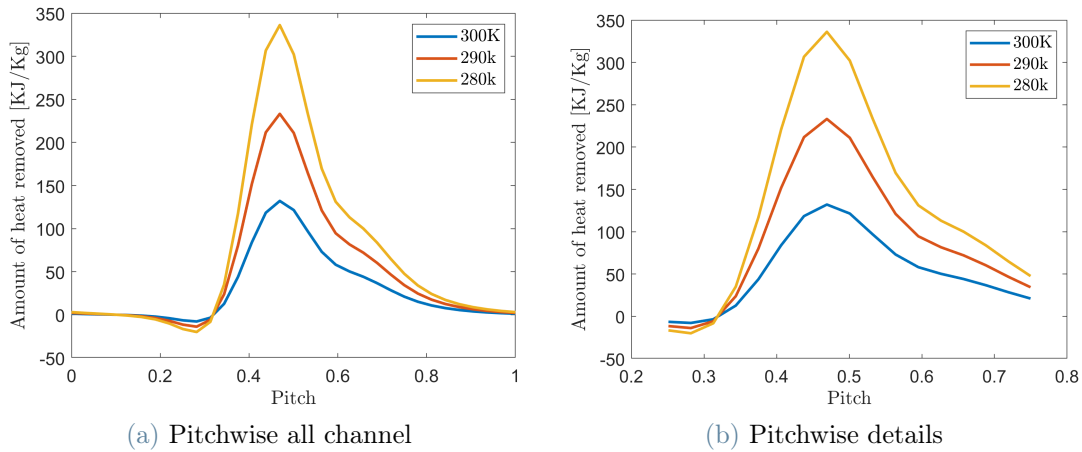 Amount of heat removed [KJ/Kg]
350
300
250
200
150
100
50
0
-50
0 0.2 0.4 0.6 0.8 1
Pitch
300K
290k
280k
(a) Pitchwise all channel
Amount of heat removed [KJ/Kg]
350
300
250
200
150
100
50
0
-50
0.2 0.3 0.4 0.5 0.6 0.7 0.8
Pitch
300K
290k
280k
(b) Pitchwise details